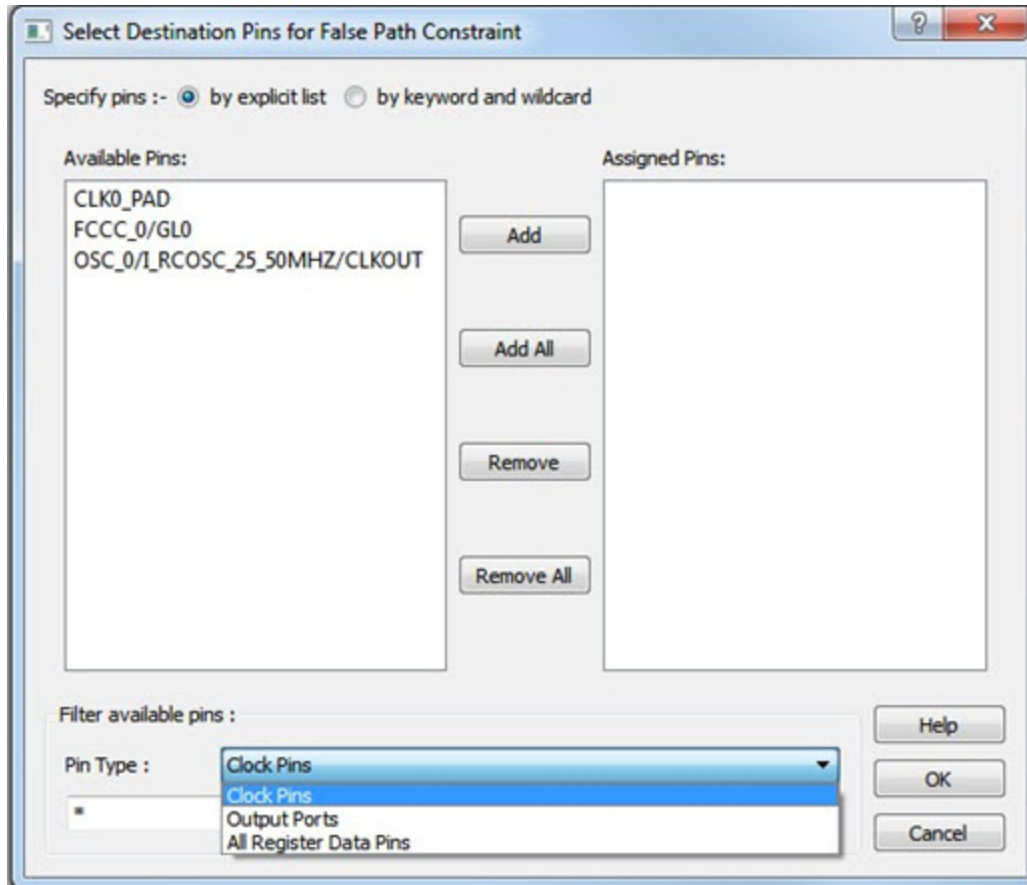 Select Destination Pins for False Path Constraint
Specify pins :- by explicit list by keyword and wildcard
Available Pins:
Assigned Pins:
CLK0_PAD
FCCC_0/GL0
OSC_0/I_RCOSC_25_50MHZ/CLKOUT
Add
Add All
Remove
Remove All
Filter available pins :
Pin Type :
Clock Pins
Clock Pins
Output Ports
All Register Data Pins
*
Help
OK
Cancel